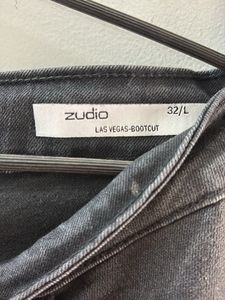 zudio 32/L
LAS VEGAS-BOOTCUT